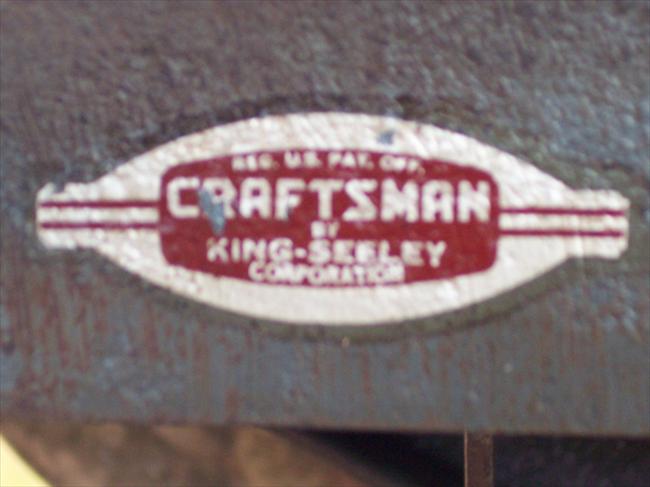 REG. U.S. PAT. OFF.
CRAFTSMAN
BY
KING-SEELEY
CORPORATION